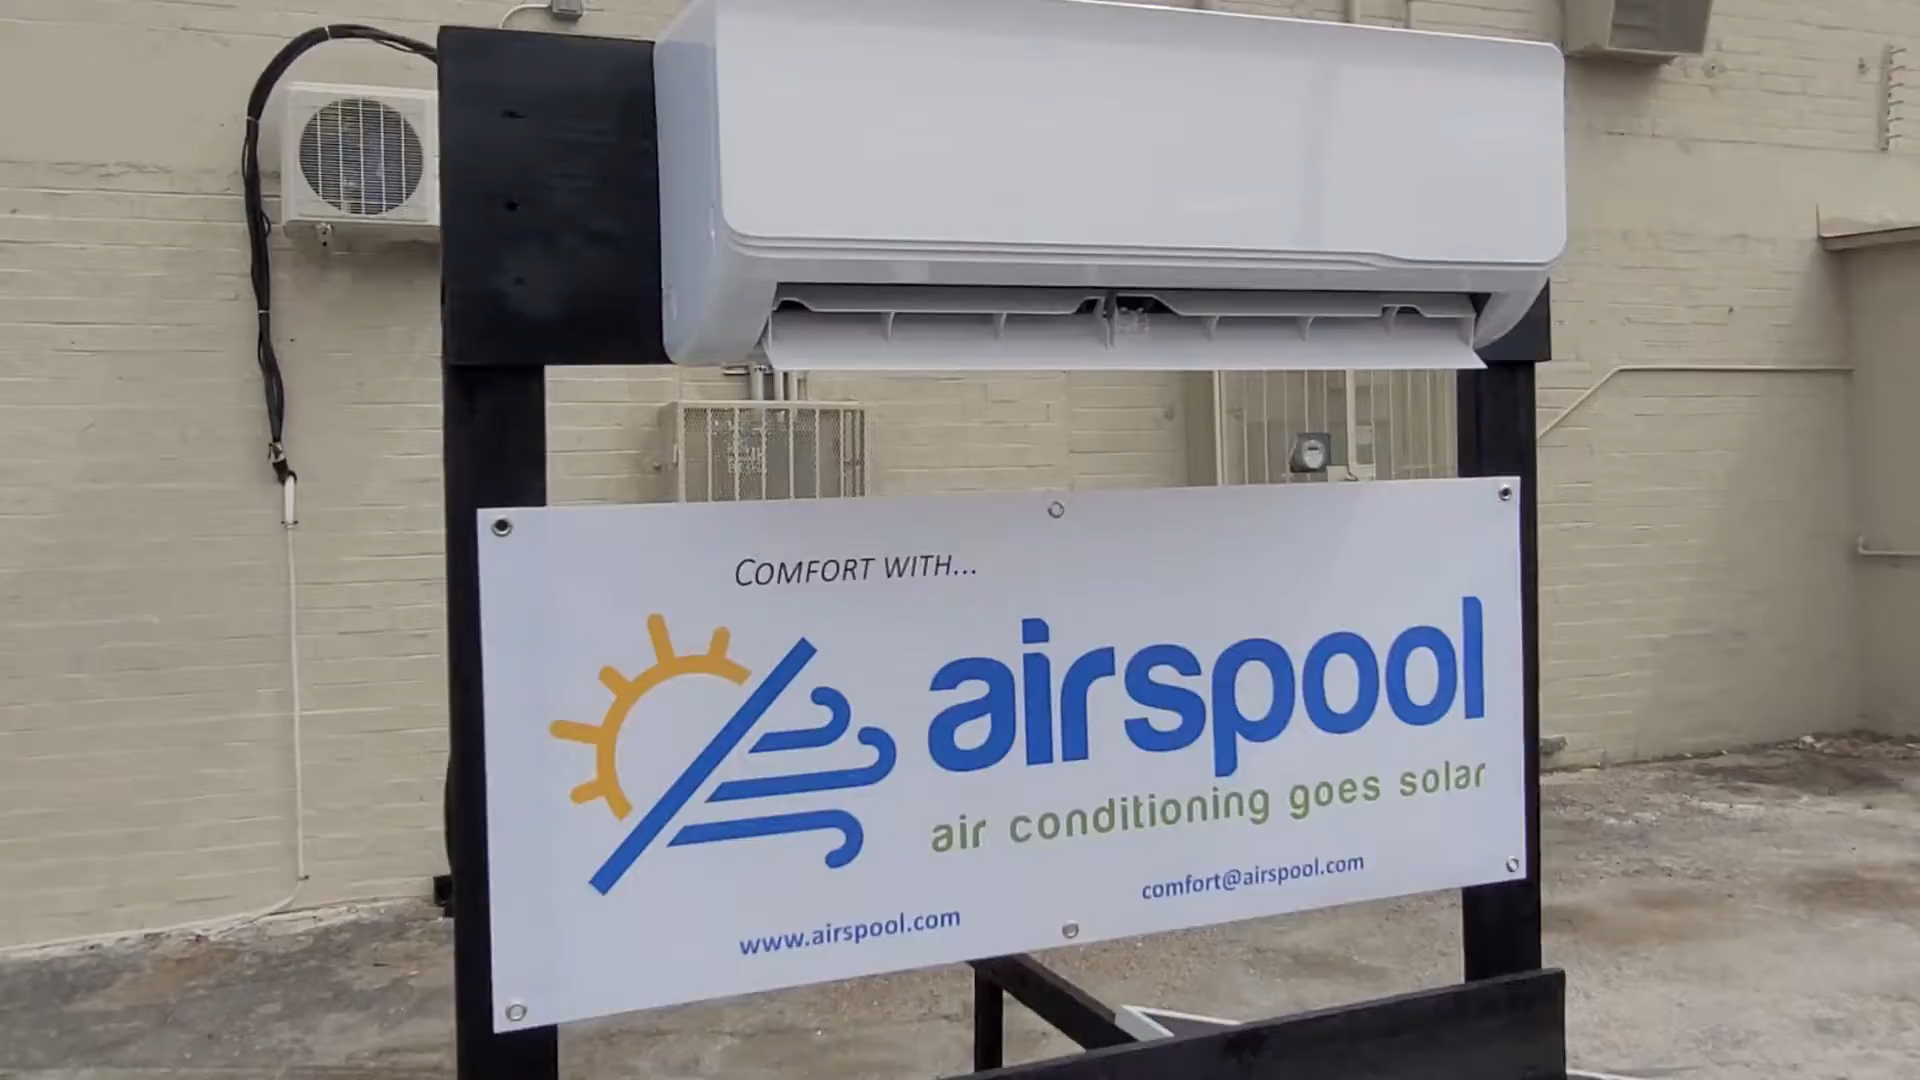 COMFORT WITH...
airspool
air conditioning goes solar
comfort@airspool.com
www.airspool.com